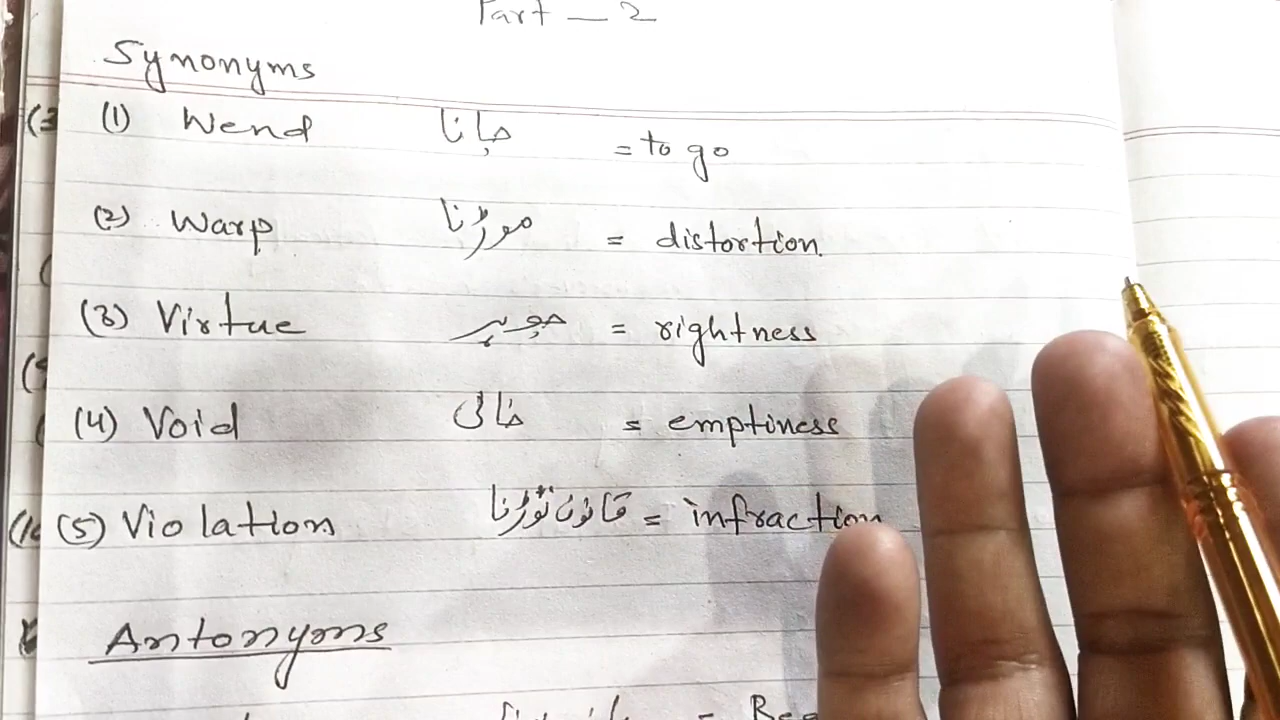 Part - 2
Synonyms
(1) Wend جانا = to go
(2) Warp موڑنا = distortion.
(3) Virtue جوہر = rightness
(4) Void خالی = emptiness
(5) Violation قانون توڑنا = infraction
Antonyms